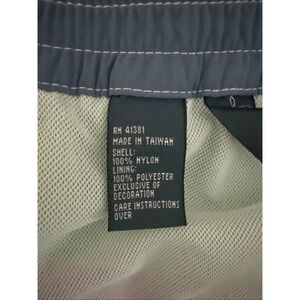 RN 41381
MADE IN TAIWAN
SHELL:
100% NYLON
LINING:
100% POLYESTER
EXCLUSIVE OF
DECORATION
CARE INSTRUCTIONS
OVER